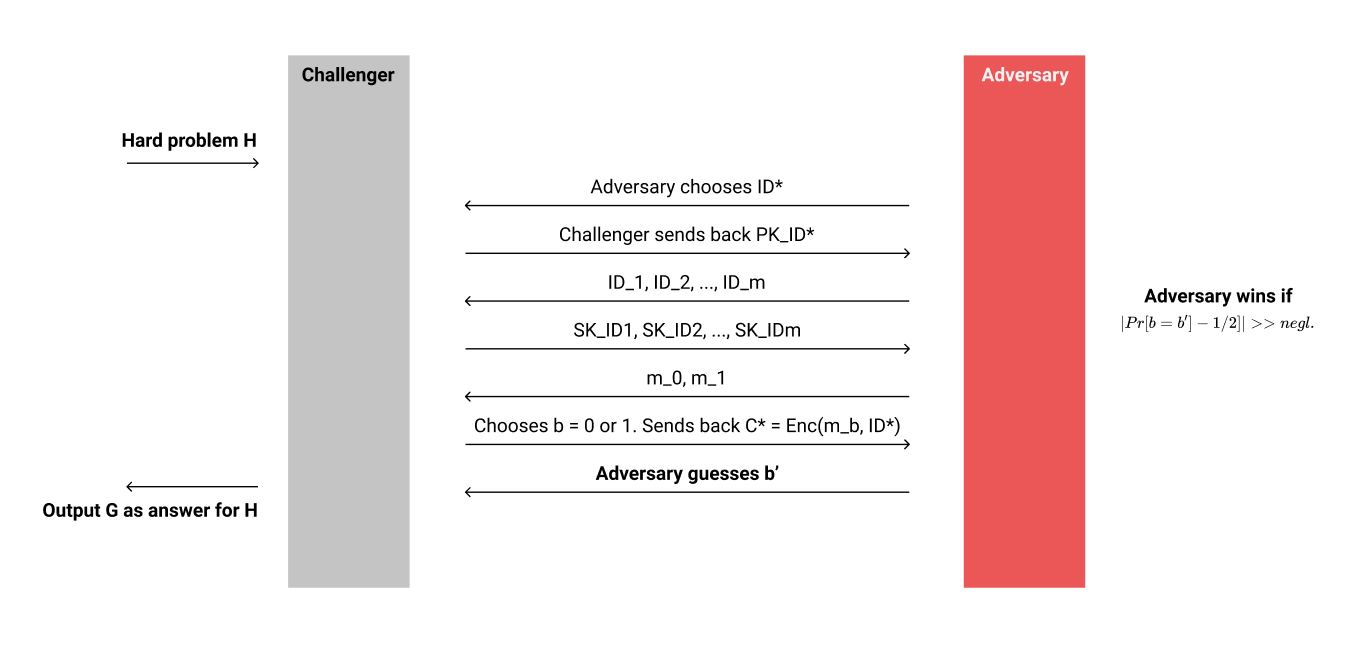 Challenger
Adversary
Hard problem H
Adversary chooses ID*
Challenger sends back PK_ID*
ID_1, ID_2, ..., ID_m
SK_ID1, SK_ID2, ..., SK_IDm
m_0, m_1
Chooses b = 0 or 1. Sends back C* = Enc(m_b, ID*)
Adversary guesses b’
Output G as answer for H
Adversary wins if
|Pr[b = b′] − 1/2]| >> negl.